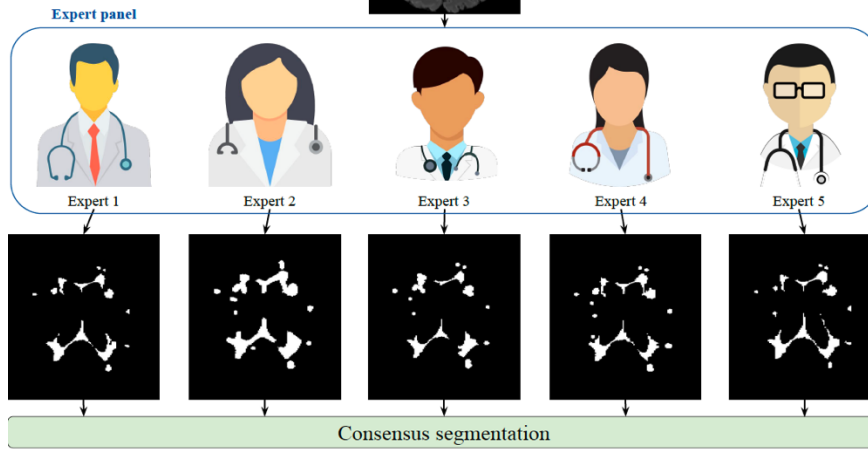 Expert panel
Expert 1
Expert 2
Expert 3
Expert 4
Expert 5
Consensus segmentation